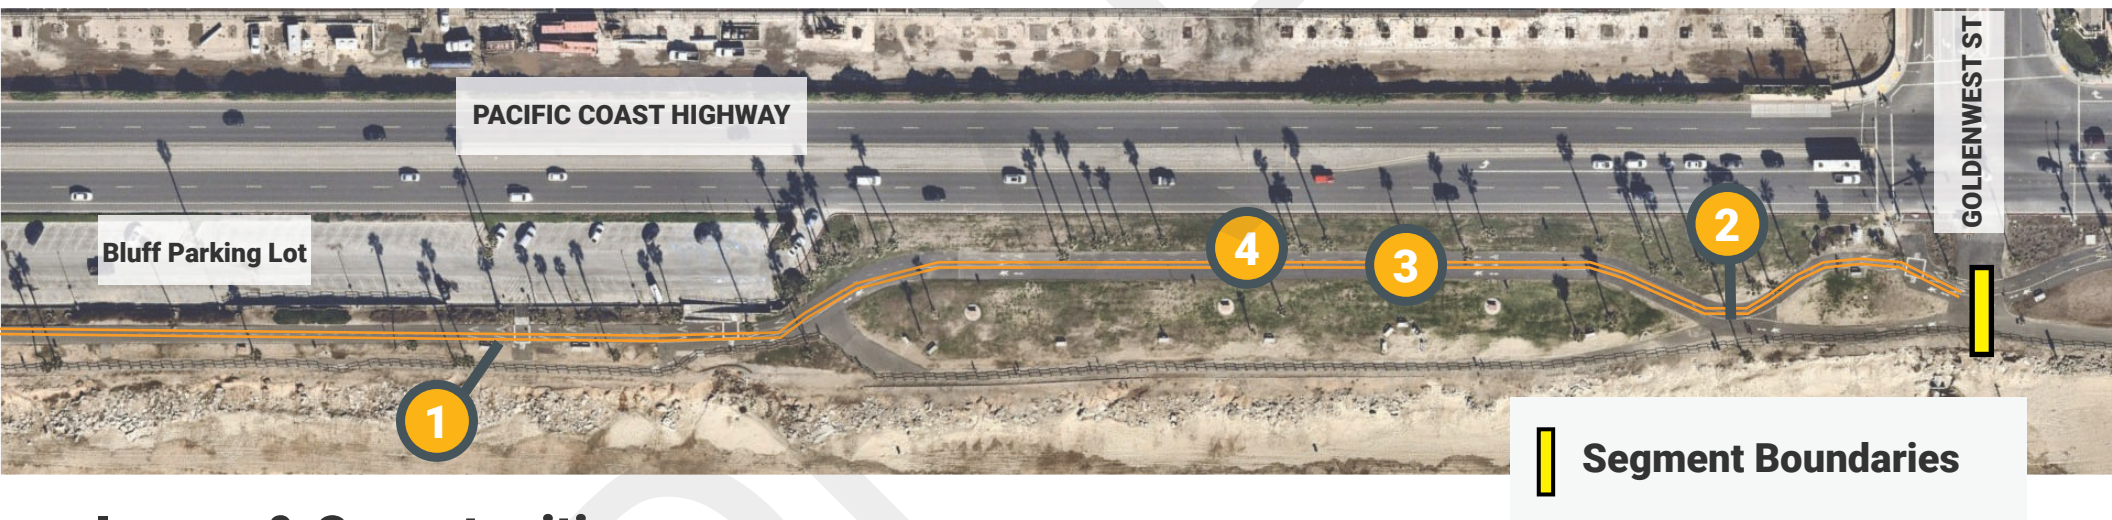 PACIFIC COAST HIGHWAY
GOLDENWEST ST
Bluff Parking Lot
2
4
3
1
Segment Boundaries